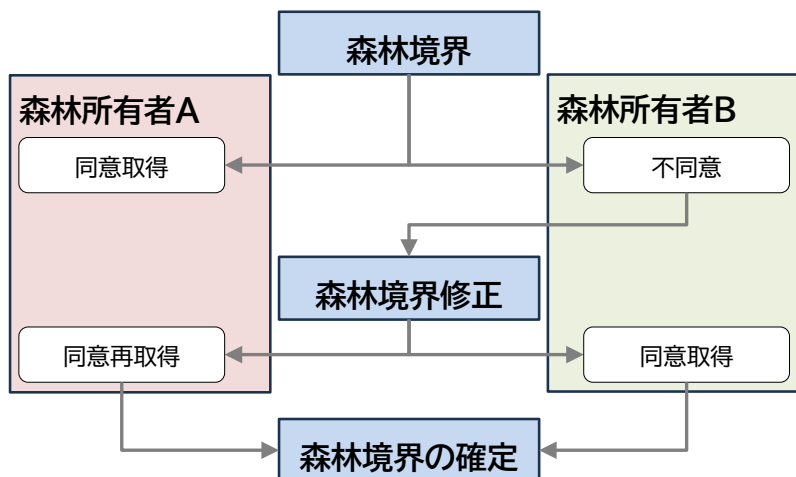 森林境界
森林所有者A
森林所有者B
同意取得
不同意
森林境界修正
同意再取得
同意取得
森林境界の確定